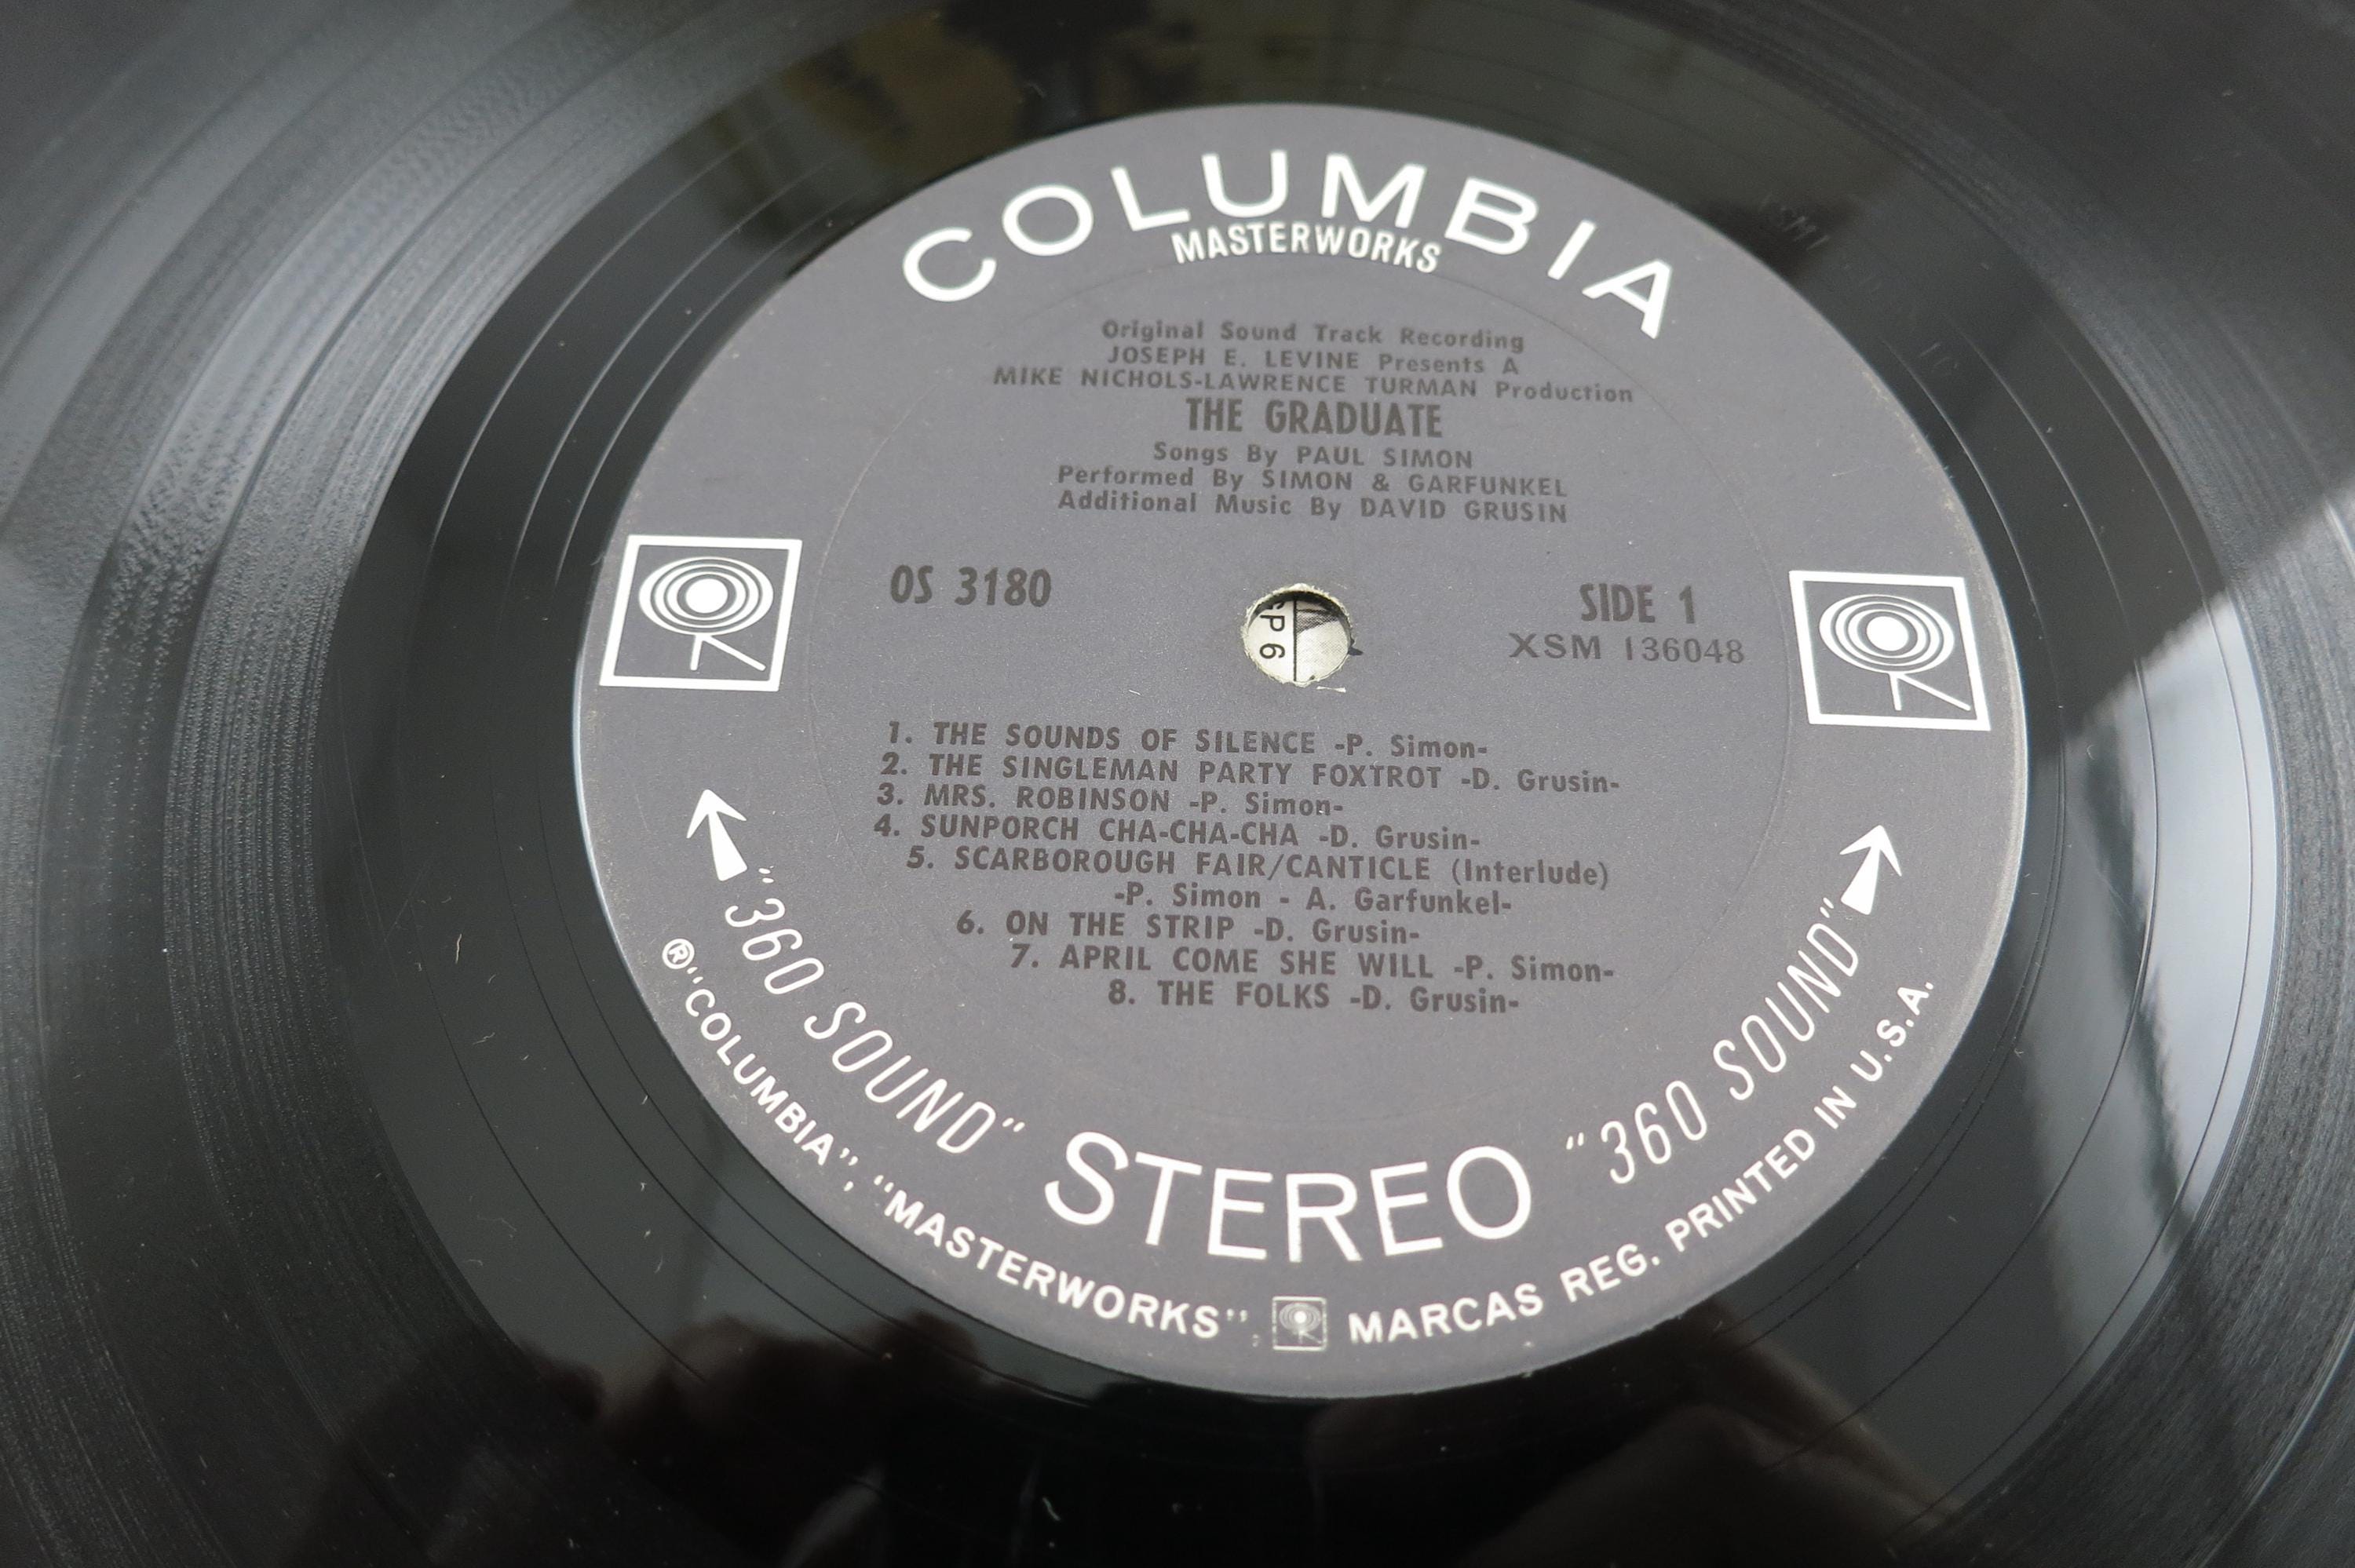 COLUMBIA
MASTERWORKS
Original Sound Track Recording
JOSEPH E. LEVINE Presents A
MIKE NICHOLS-LAWRENCE TURMAN Production
THE GRADUATE
Songs By PAUL SIMON
Performed By SIMON & GARFUNKEL
Additional Music By DAVID GRUSIN
OS 3180
SIDE 1
XSM 136048
P 6
1. THE SOUNDS OF SILENCE -P. Simon-
2. THE SINGLEMAN PARTY FOXTROT -D. Grusin-
3. MRS. ROBINSON -P. Simon-
4. SUNPORCH CHA-CHA-CHA -D. Grusin-
5. SCARBOROUGH FAIR/CANTICLE (Interlude)
-P. Simon - A. Garfunkel-
6. ON THE STRIP -D. Grusin-
7. APRIL COME SHE WILL -P. Simon-
8. THE FOLKS -D. Grusin-
"360 SOUND" STEREO "360 SOUND"
®"COLUMBIA", "MASTERWORKS", MARCAS REG. PRINTED IN U.S.A.